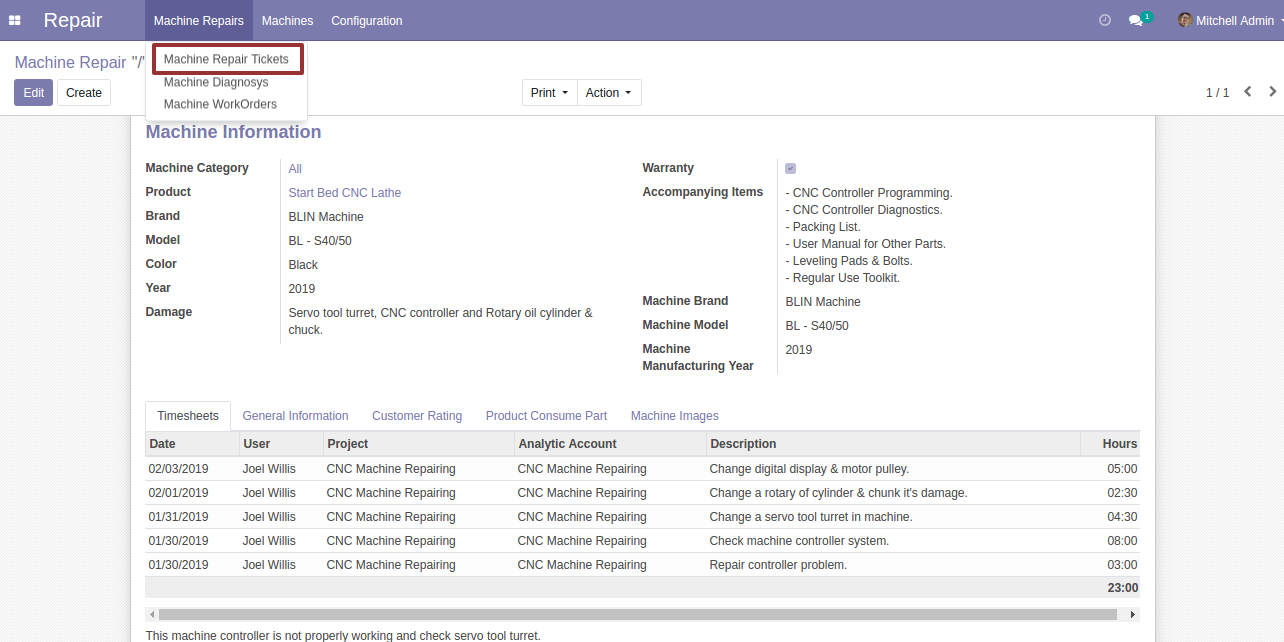 Repair Machine Repairs Machines Configuration 1 Mitchell Admin
Machine Repair "/"
Machine Repair Tickets
Machine Diagnosys
Machine WorkOrders
Edit Create Print Action 1 / 1
Machine Information
Machine Category All
Product Start Bed CNC Lathe
Brand BLIN Machine
Model BL - S40/50
Color Black
Year 2019
Damage Servo tool turret, CNC controller and Rotary oil cylinder &
chuck.
Warranty
Accompanying Items - CNC Controller Programming.
- CNC Controller Diagnostics.
- Packing List.
- User Manual for Other Parts.
- Leveling Pads & Bolts.
- Regular Use Toolkit.
Machine Brand BLIN Machine
Machine Model BL - S40/50
Machine 2019
Manufacturing Year
Timesheets General Information Customer Rating Product Consume Part Machine Images
Date User Project Analytic Account Description Hours
02/03/2019 Joel Willis CNC Machine Repairing CNC Machine Repairing Change digital display & motor pulley. 05:00
02/01/2019 Joel Willis CNC Machine Repairing CNC Machine Repairing Change a rotary of cylinder & chunk it's damage. 02:30
01/31/2019 Joel Willis CNC Machine Repairing CNC Machine Repairing Change a servo tool turret in machine. 04:30
01/30/2019 Joel Willis CNC Machine Repairing CNC Machine Repairing Check machine controller system. 08:00
01/30/2019 Joel Willis CNC Machine Repairing CNC Machine Repairing Repair controller problem. 03:00
23:00
This machine controller is not properly working and check servo tool turret.